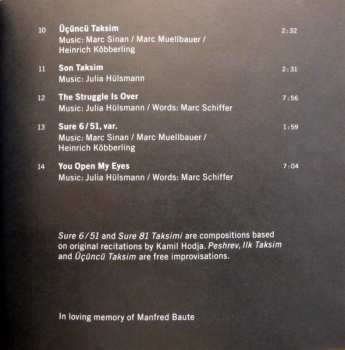 10 Üçüncü Taksim 2:32
Music: Marc Sinan / Marc Muellbauer /
Heinrich Köbberling
11 Son Taksim 2:31
Music: Julia Hülsmann
12 The Struggle Is Over 7:56
Music: Julia Hülsmann / Words: Marc Schiffer
13 Sure 6/51, var. 1:59
Music: Marc Sinan / Marc Muellbauer /
Heinrich Köbberling
14 You Open My Eyes 7:04
Music: Julia Hülsmann / Words: Marc Schiffer
Sure 6/51 and Sure 81 Taksimi are compositions based
on original recitations by Kamil Hodja. Peshrev, Ilk Taksim
and Üçüncü Taksim are free improvisations.
In loving memory of Manfred Baute